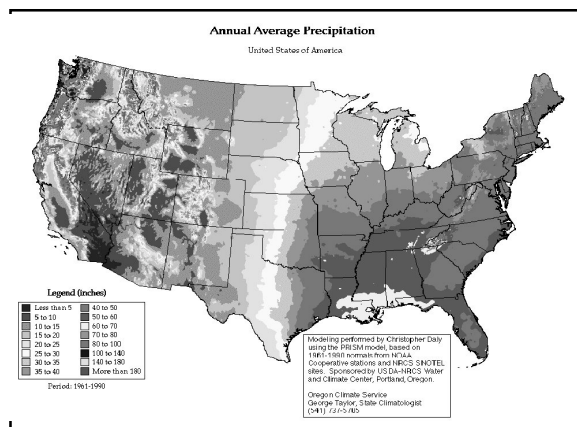 Annual Average Precipitation
United States of America
Legend (inches)
Less than 5
5 to 10
10 to 15
15 to 20
20 to 25
25 to 30
30 to 35
35 to 40
40 to 50
50 to 60
60 to 70
70 to 80
80 to 100
100 to 140
140 to 180
More than 180
Period: 1961-1990
Modeling performed by Christopher Daly
using the PRISM model, based on
1961-1990 normals from NOAA
Cooperative stations and NRCS SNOTEL
sites. Sponsored by USDA-NRCS Water
and Climate Center, Portland, Oregon.
Oregon Climate Service
George Taylor, State Climatologist
(541) 737-5705